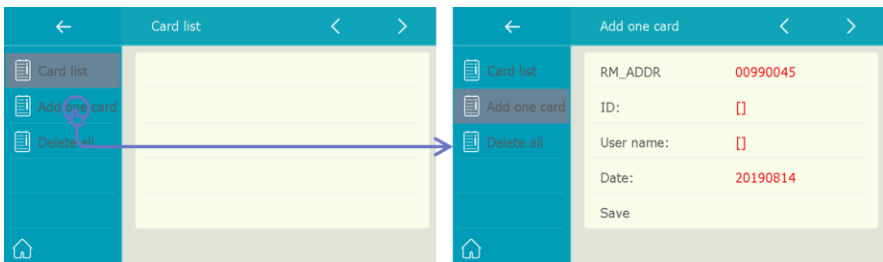 Card list
Card list
Add one card
Delete all
Add one card
Card list
Add one card
Delete all
RM_ADDR 00990045
ID: []
User name: []
Date: 20190814
Save